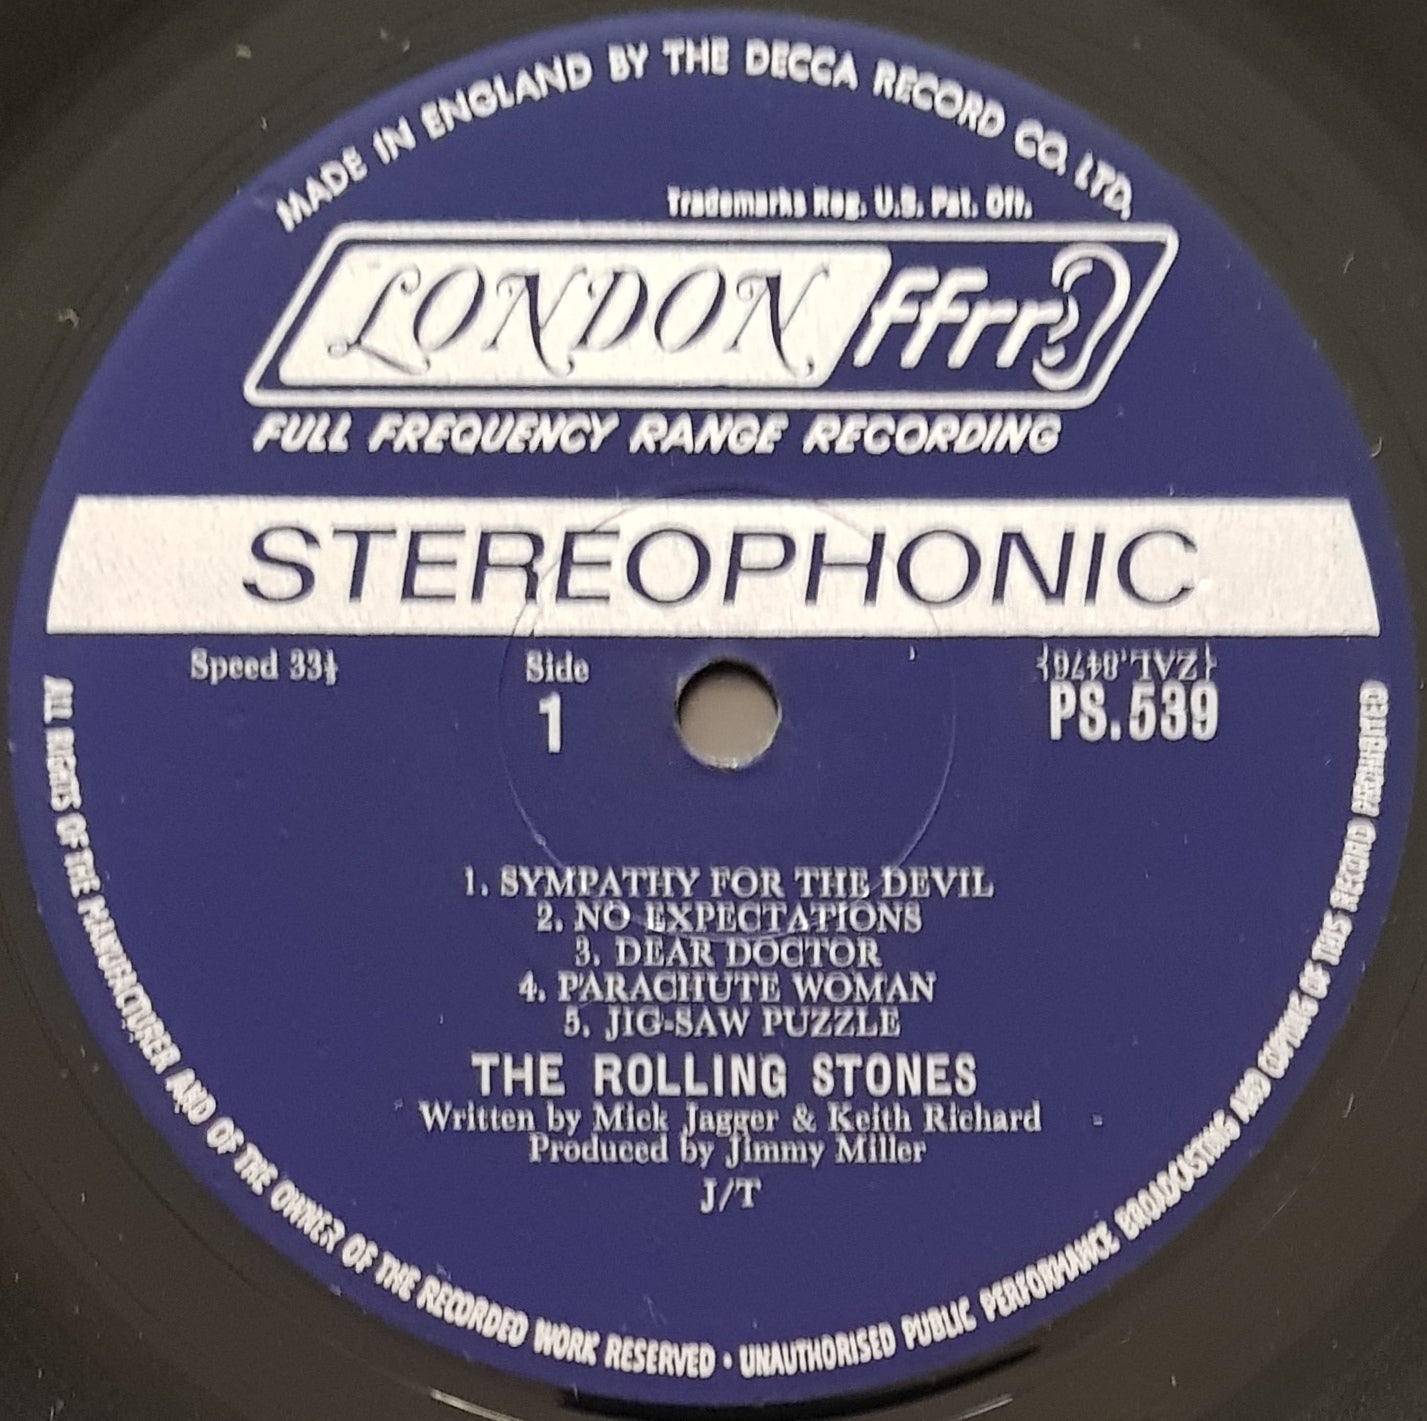 MADE IN ENGLAND BY THE DECCA RECORD CO. LTD.
Trademarks Reg. U.S. Pat. Off.
LONDON ffrr
FULL FREQUENCY RANGE RECORDING
STEREOPHONIC
Speed 33⅓
Side
1
{ZAL.8476}
PS.539
1. SYMPATHY FOR THE DEVIL
2. NO EXPECTATIONS
3. DEAR DOCTOR
4. PARACHUTE WOMAN
5. JIG-SAW PUZZLE
THE ROLLING STONES
Written by Mick Jagger & Keith Richard
Produced by Jimmy Miller
J/T
ALL RIGHTS OF THE MANUFACTURER AND OF THE OWNER OF THE RECORDED WORK RESERVED • UNAUTHORISED PUBLIC PERFORMANCE BROADCASTING AND COPYING OF THIS RECORD PROHIBITED